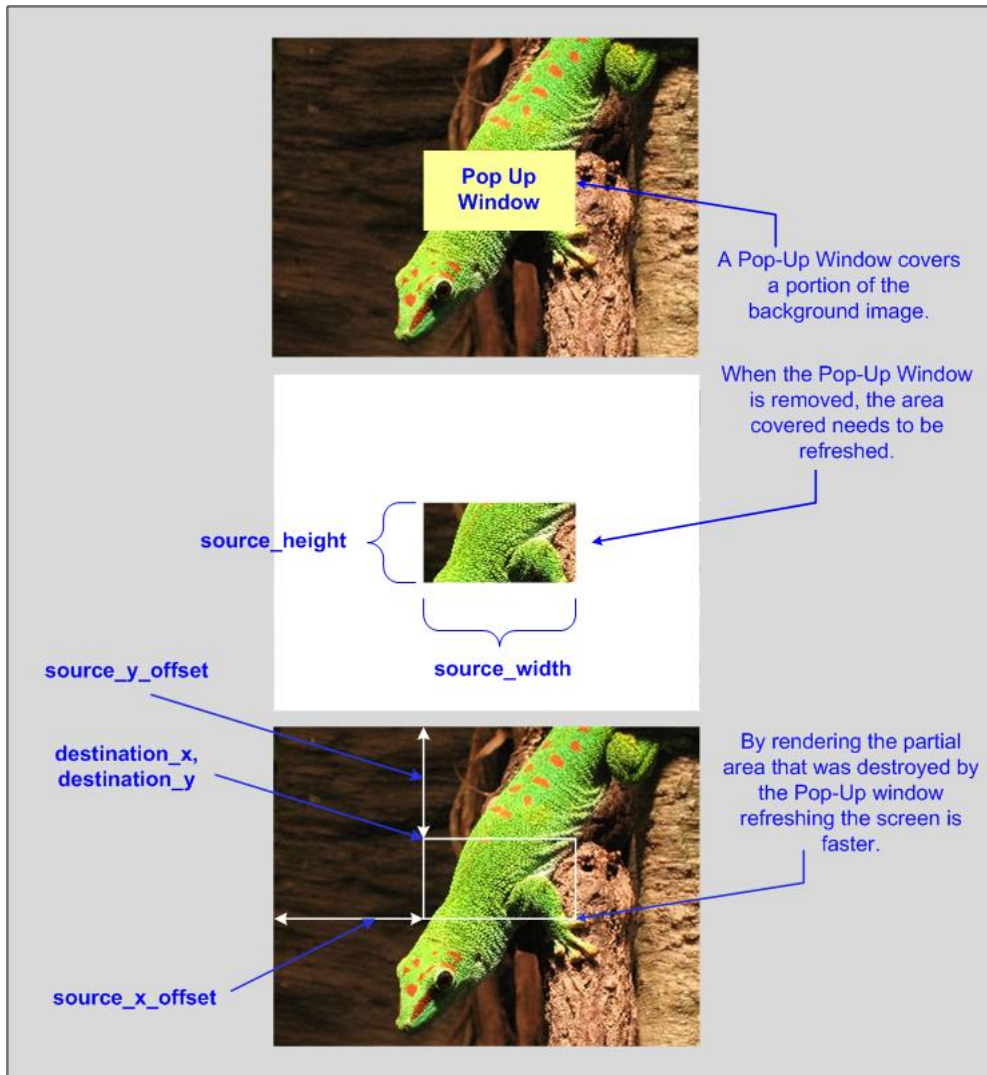 Pop Up
Window
A Pop-Up Window covers
a portion of the
background image.
When the Pop-Up Window
is removed, the area
covered needs to be
refreshed.
source_height
source_width
source_y_offset
destination_x,
destination_y
By rendering the partial
area that was destroyed by
the Pop-Up window
refreshing the screen is
faster.
source_x_offset